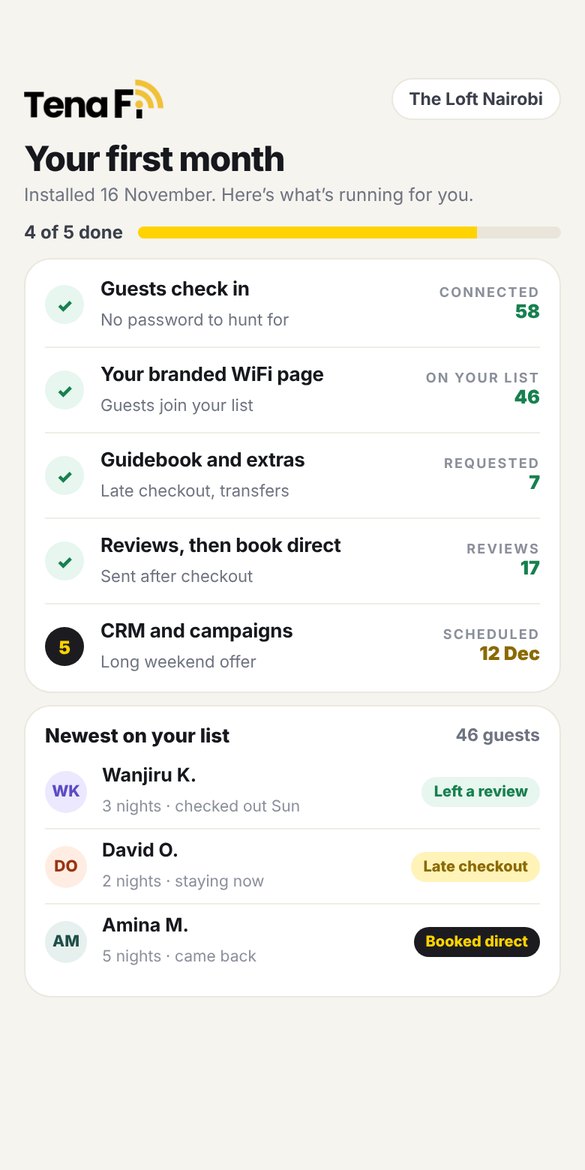 Tena Fi
The Loft Nairobi
Your first month
Installed 16 November. Here’s what’s running for you.
4 of 5 done
Guests check in
No password to hunt for
CONNECTED
58
Your branded WiFi page
Guests join your list
ON YOUR LIST
46
Guidebook and extras
Late checkout, transfers
REQUESTED
7
Reviews, then book direct
Sent after checkout
REVIEWS
17
5
CRM and campaigns
Long weekend offer
SCHEDULED
12 Dec
Newest on your list
46 guests
WK
Wanjiru K.
3 nights · checked out Sun
Left a review
DO
David O.
2 nights · staying now
Late checkout
AM
Amina M.
5 nights · came back
Booked direct